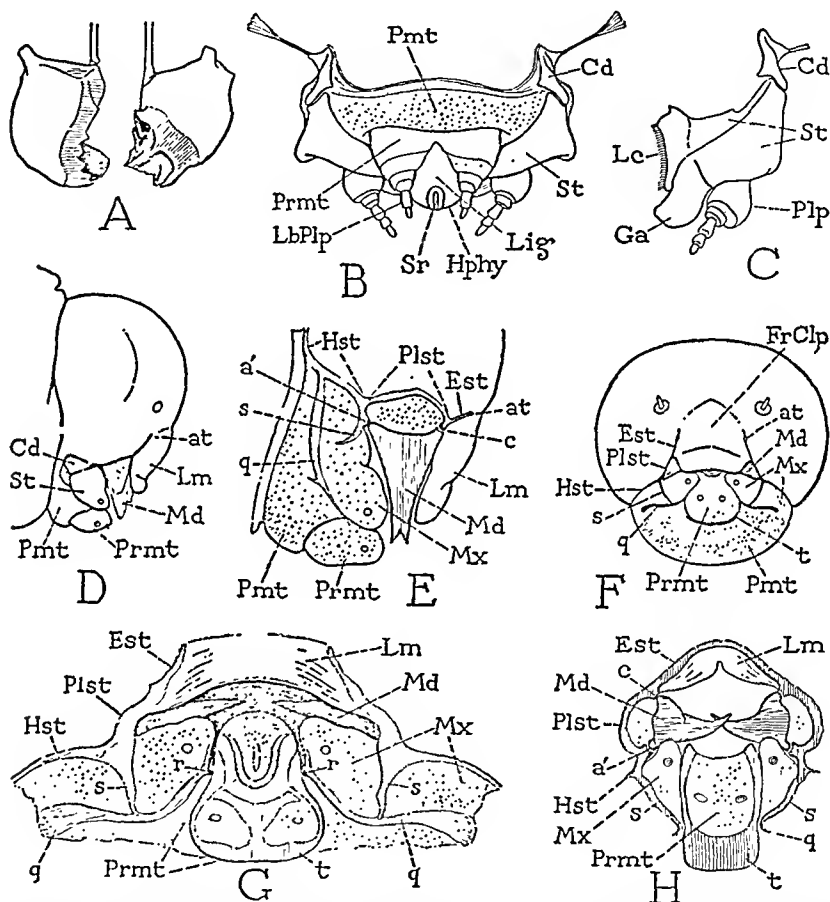 A
Pmt
Cd
Prmt
LbPlp
Sr
Hphy
Lig
St
B
Cd
St
Lc
Ga
Plp
C
Cd
St
Pmt
Prmt
Md
Lm
at
D
Hst
Plst
Est
a'
s
q
at
c
Lm
Md
Mx
Pmt
Prmt
E
FrClp
Est
at
Plst
Md
Mx
Hst
s
q
t
Prmt
Pmt
F
Est
Lm
Plst
Md
Hst
Mx
r
r
s
s
q
q
Prmt
t
G
Est
Lm
c
Md
Plst
a'
Hst
s
s
Mx
q
Prmt
t
H